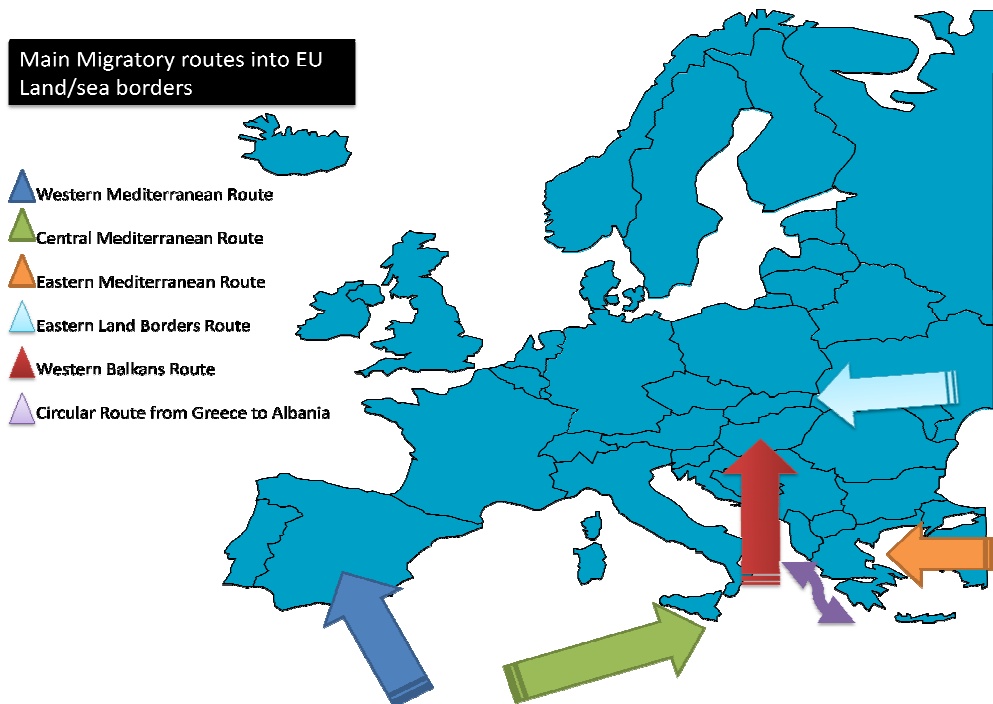 Main Migratory routes into EU
Land/sea borders
Western Mediterranean Route
Central Mediterranean Route
Eastern Mediterranean Route
Eastern Land Borders Route
Western Balkans Route
Circular Route from Greece to Albania